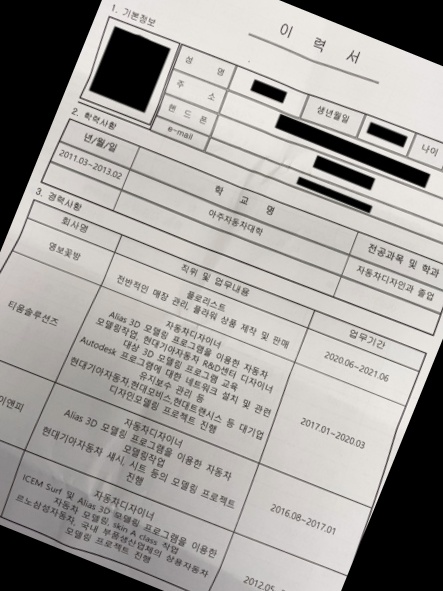 이 력 서
1. 기본정보
성 명
생년월일
나이
주 소
핸 드 폰
e-mail
2. 학력사항
년/월/일
학 교 명
전공과목 및 학과
2011.03~2013.02
아주자동차대학
자동차디자인과 졸업
3. 경력사항
회사명
직위 및 업무내용
업무기간
명보꽃방
플로리스트
전반적인 매장 관리, 플라워 상품 제작 및 판매
2020.06~2021.06
티움솔루션즈
자동차디자이너
Alias 3D 모델링 프로그램을 이용한 자동차
모델링작업, 현대기아자동차 R&D센터 디자이너
대상 3D 모델링 프로그램 교육
Autodesk 프로그램에 대한 네트워크 설치 및 관련
유지보수 관리 등
현대기아자동차,현대모비스,현대트랜시스 등 대기업
디자인모델링 프로젝트 진행
2017.01~2020.03
이앤피
자동차디자이너
Alias 3D 모델링 프로그램을 이용한 자동차
모델링작업
현대기아자동차 섀시, 시트 등의 모델링 프로젝트
진행
2016.08~2017.01
자동차디자이너
ICEM Surf 및 Alias 3D 모델링 프로그램을 이용한
자동차 모델링, skin A class 작업
르노삼성자동차, 국내 부품생산업체의 상용자동차
모델링 프로젝트 진행
2012.05